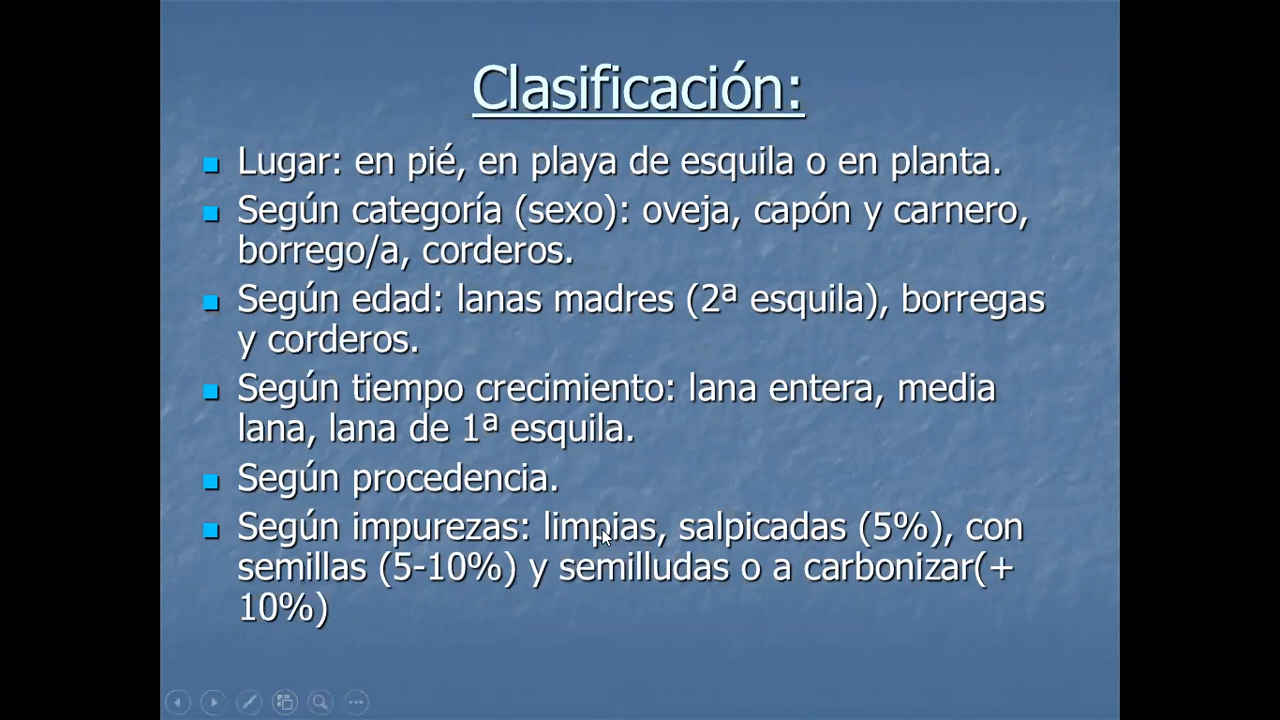 Clasificación:
Lugar: en pié, en playa de esquila o en planta.
Según categoría (sexo): oveja, capón y carnero,
borrego/a, corderos.
Según edad: lanas madres (2ª esquila), borregas
y corderos.
Según tiempo crecimiento: lana entera, media
lana, lana de 1ª esquila.
Según procedencia.
Según impurezas: limpias, salpicadas (5%), con
semillas (5-10%) y semilludas o a carbonizar(+
10%)